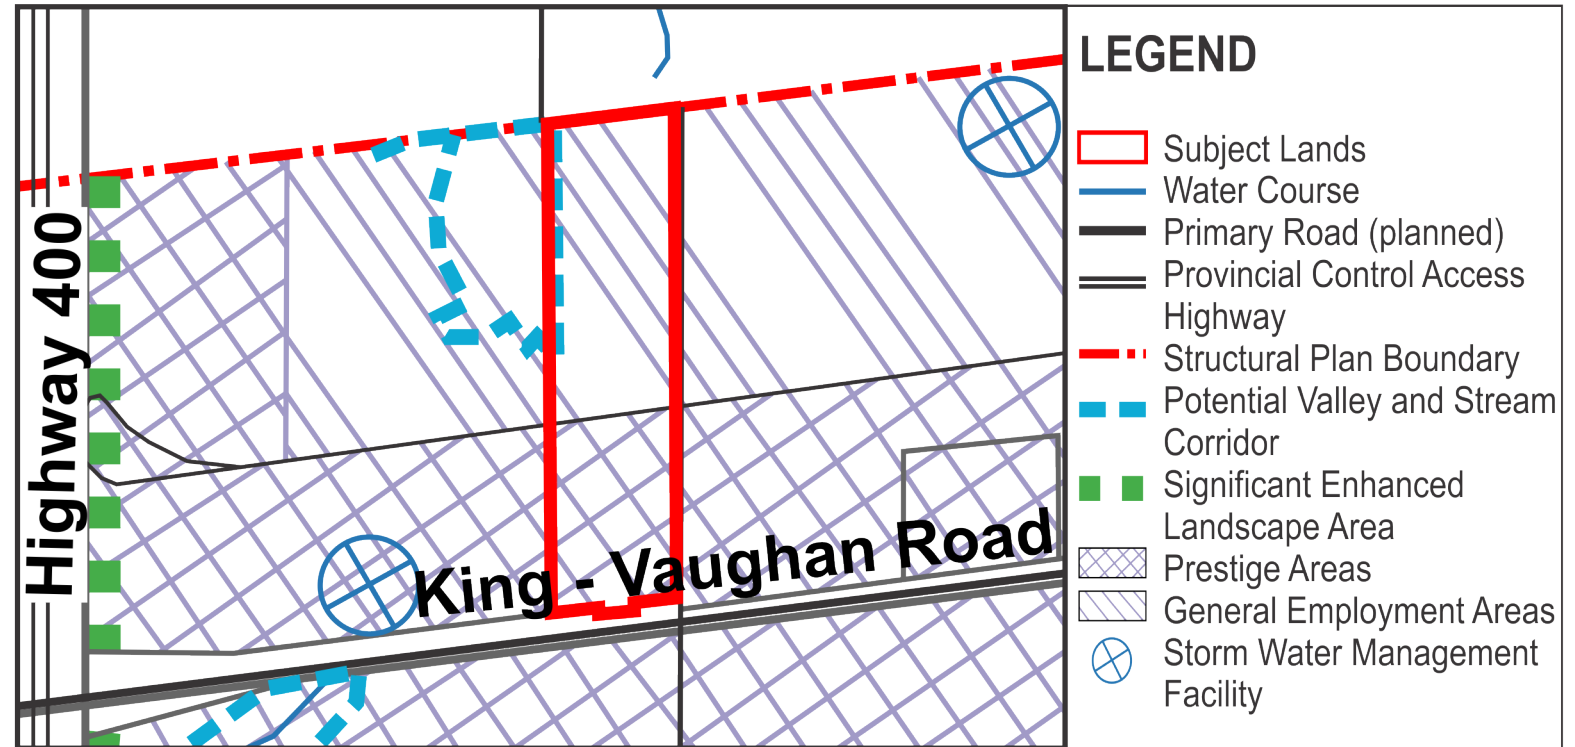 Highway 400
King - Vaughan Road
LEGEND
Subject Lands
Water Course
Primary Road (planned)
Provincial Control Access
Highway
Structural Plan Boundary
Potential Valley and Stream
Corridor
Significant Enhanced
Landscape Area
Prestige Areas
General Employment Areas
Storm Water Management
Facility